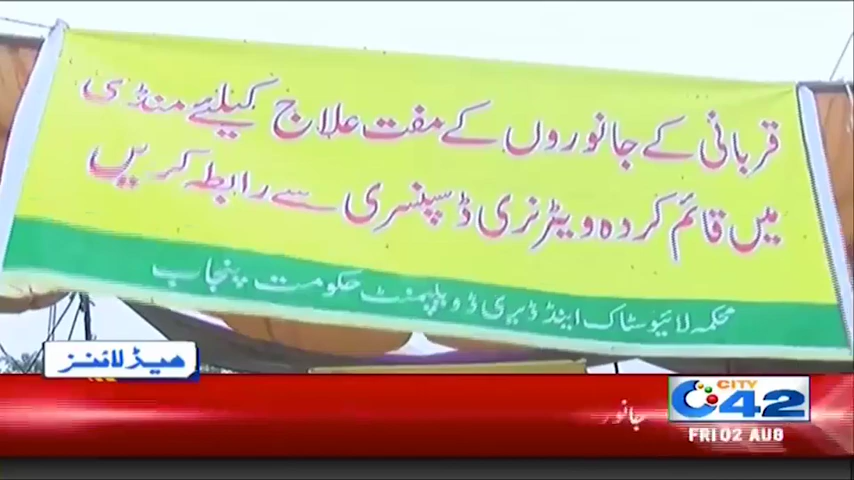 قربانی کے جانوروں کے مفت علاج کیلئے منڈی
میں قائم کردہ ویٹرنری ڈسپنسری سے رابطہ کریں
محکمہ لائیوسٹاک اینڈ ڈیری ڈویلپمنٹ حکومت پنجاب
ھیڈلائنز
جانور
CITY
42
FRI 02 AUG